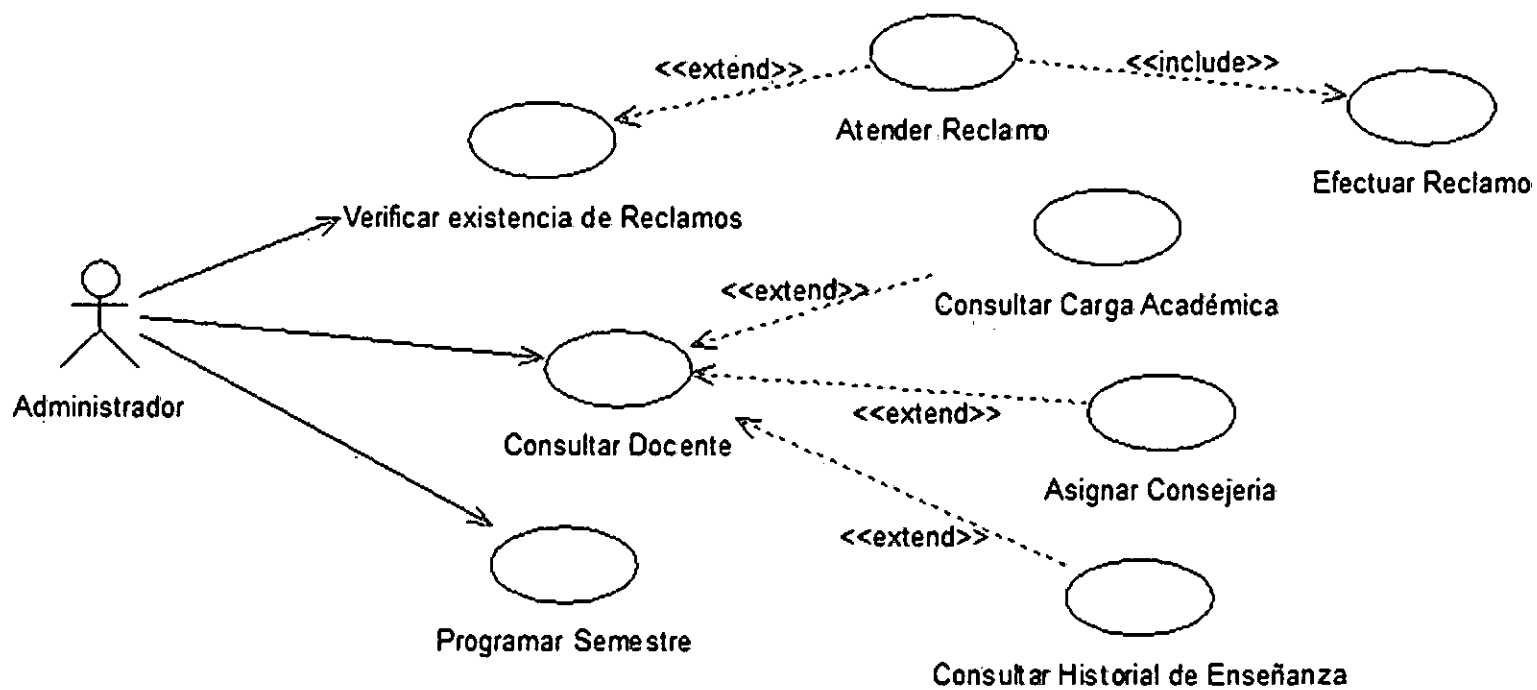 <<extend>>
<<include>>
Atender Reclamo
Efectuar Reclamo
Verificar existencia de Reclamos
<<extend>>
Consultar Carga Académica
Administrador
<<extend>>
Consultar Docente
Asignar Consejeria
<<extend>>
Programar Semestre
Consultar Historial de Enseñanza